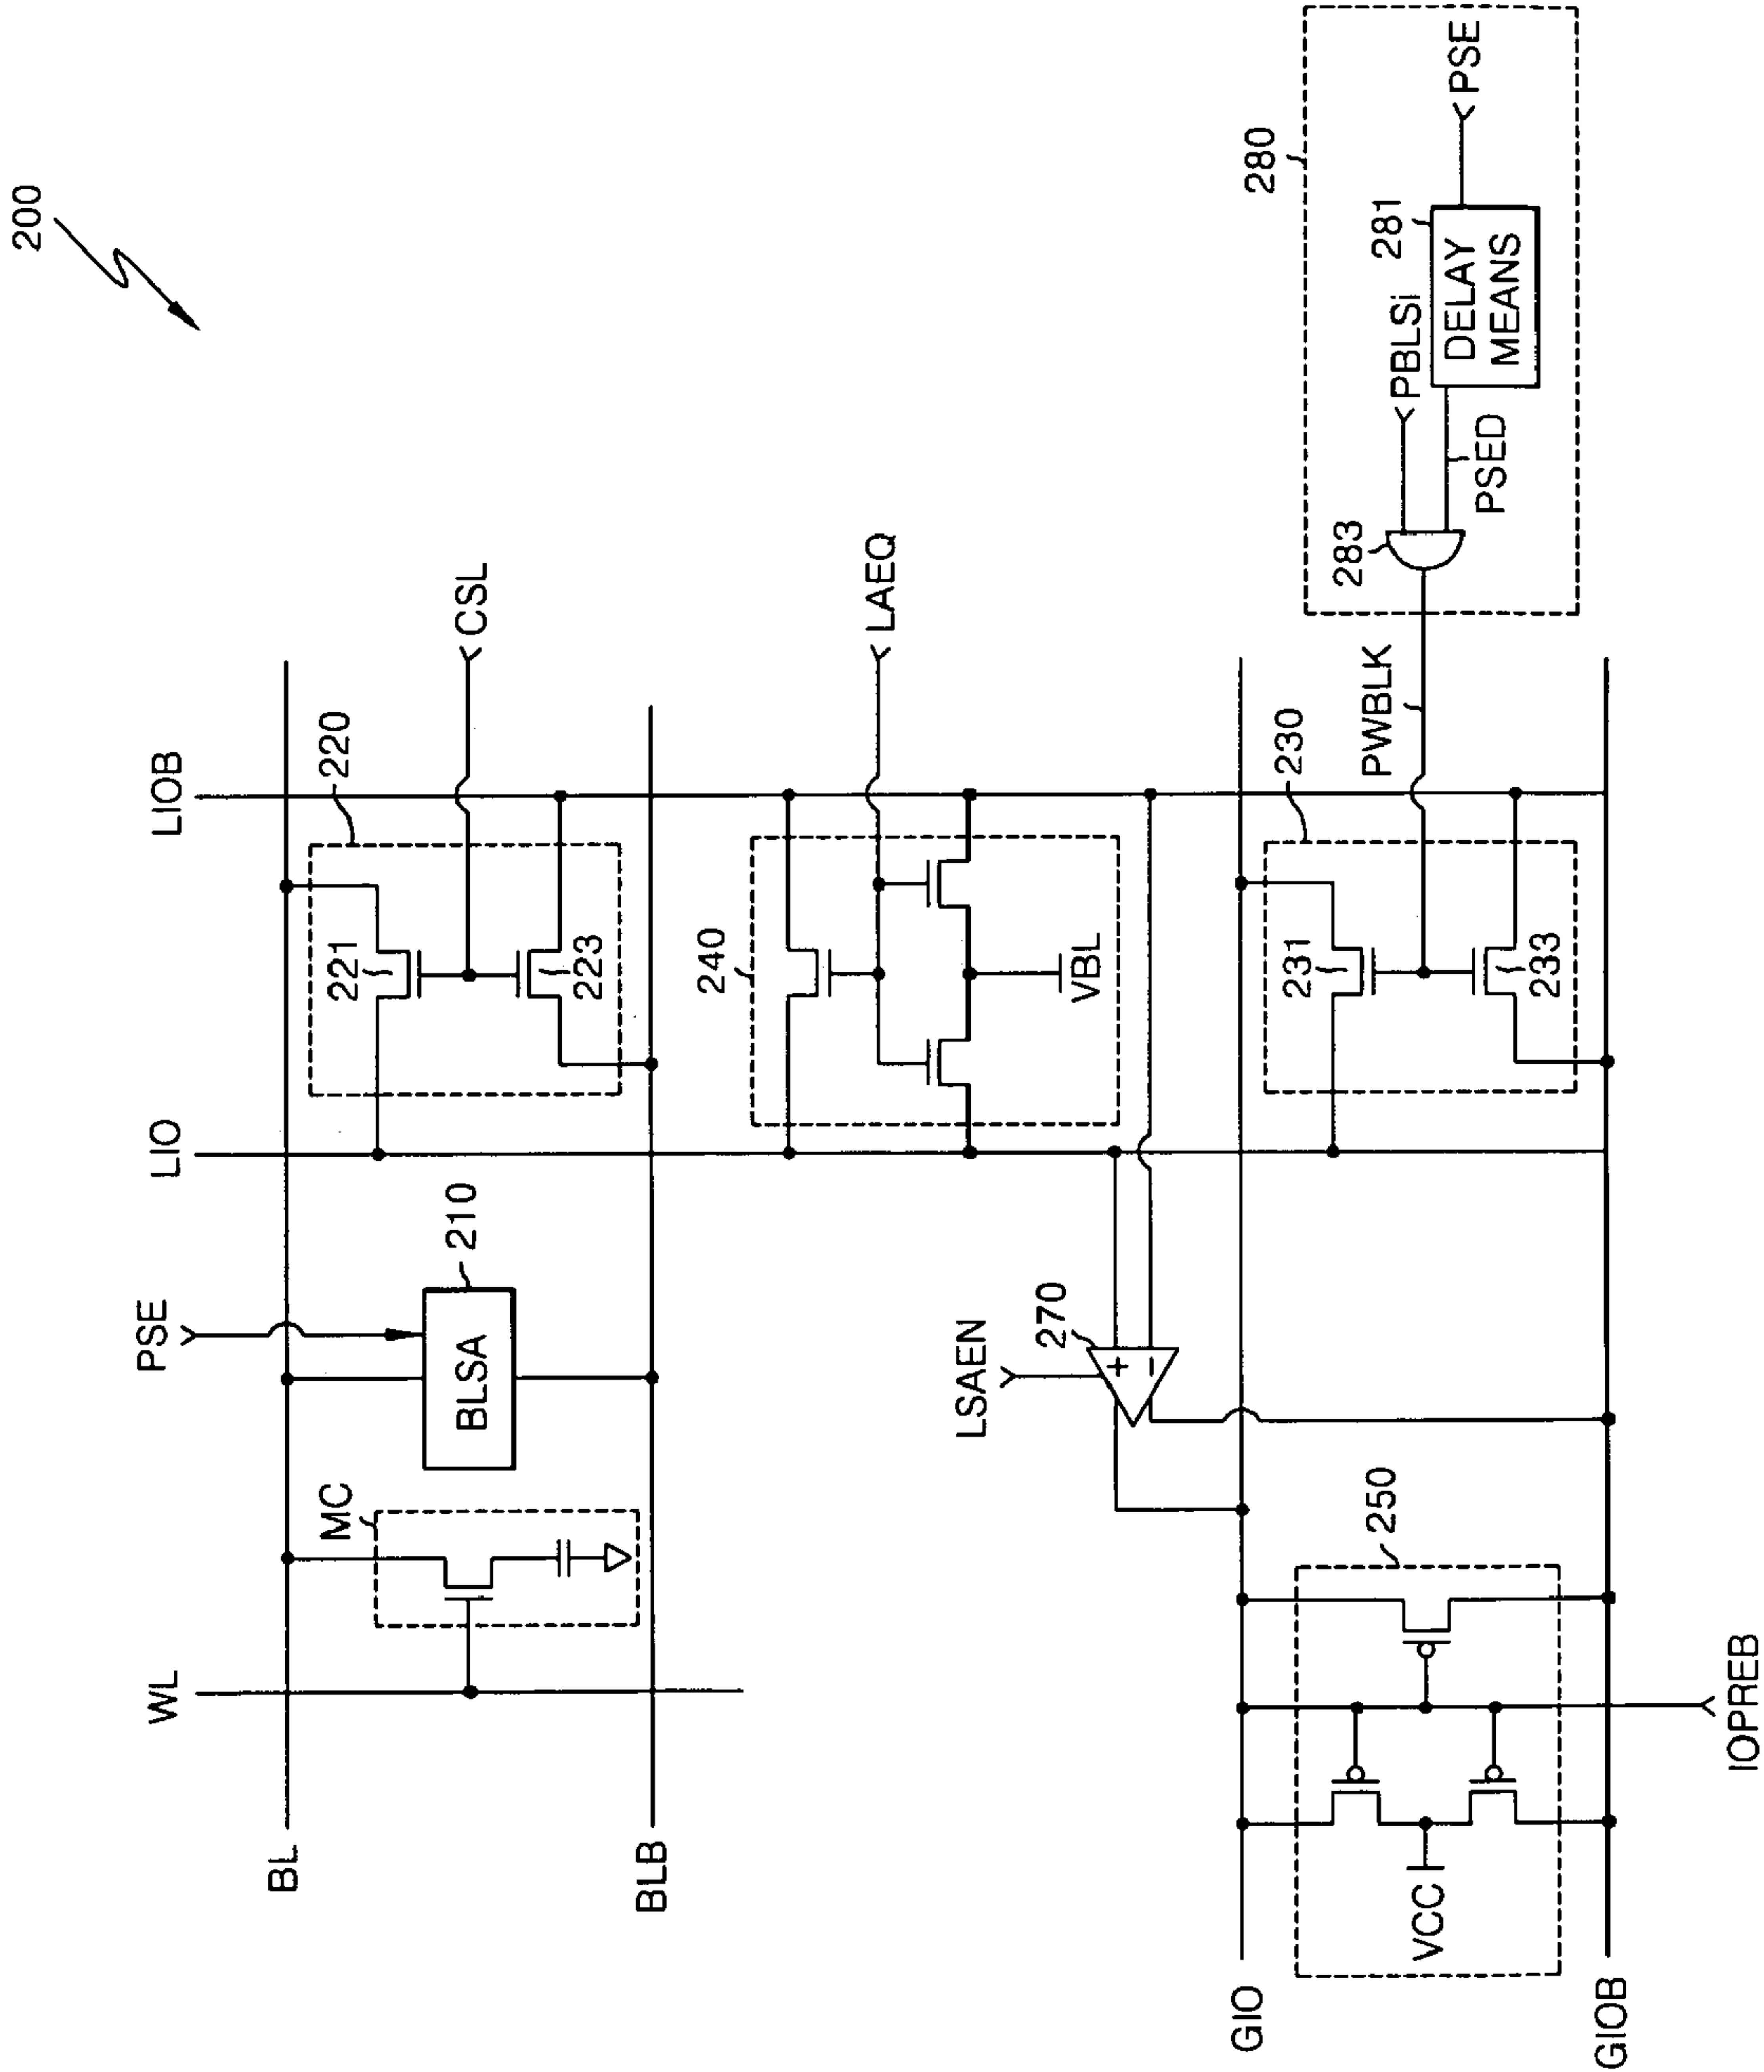 200
BL
WL
MC
PSE
BLSA
210
LIO
LIOB
220
221
223
CSL
BLB
240
LAEQ
VBL
LSAEN
270
+
−
GIO
250
VCC
IOPREB
GIOB
230
231
233
PWBLK
280
283
PBLSi
PSED
281
DELAY
MEANS
PSE